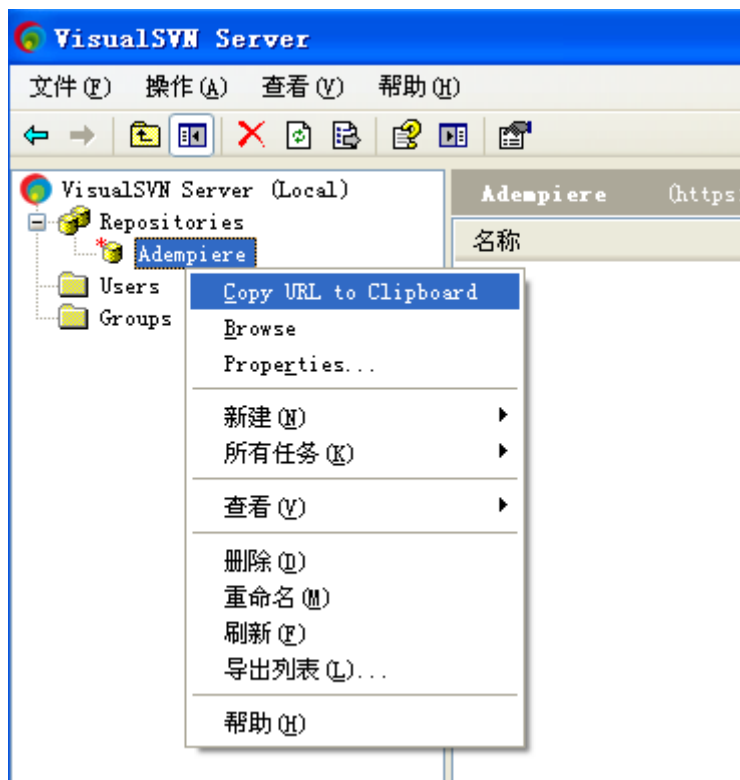 VisualSVN Server
文件(F) 操作(A) 查看(V) 帮助(H)
VisualSVN Server (Local)
Repositories
Adempiere
Users
Groups
Adempiere (https
名称
Copy URL to Clipboard
Browse
Properties...
新建(N)
所有任务(K)
查看(V)
删除(D)
重命名(M)
刷新(F)
导出列表(L)...
帮助(H)